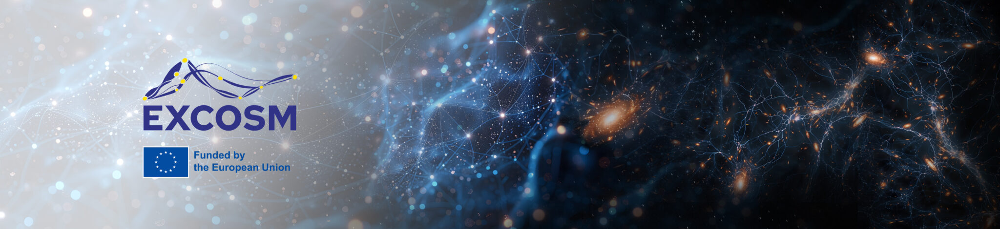 EXCOSM
Funded by
the European Union